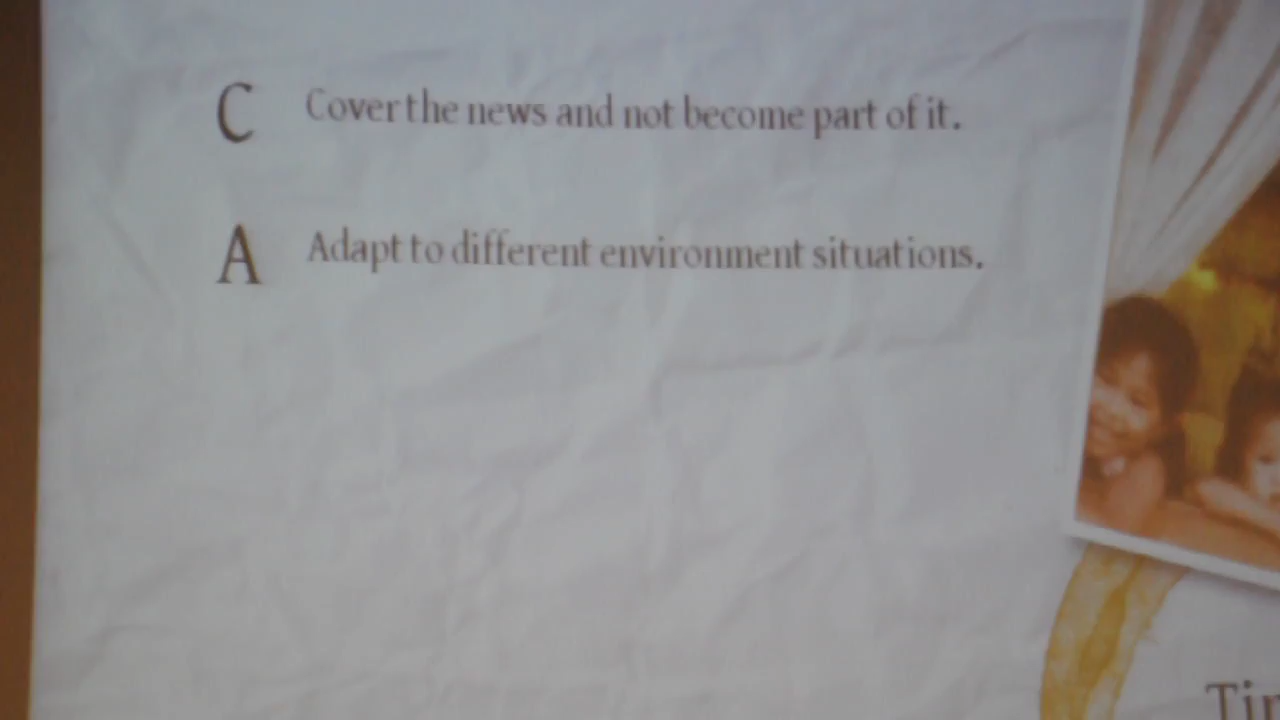 C Cover the news and not become part of it.
A Adapt to different environment situations.